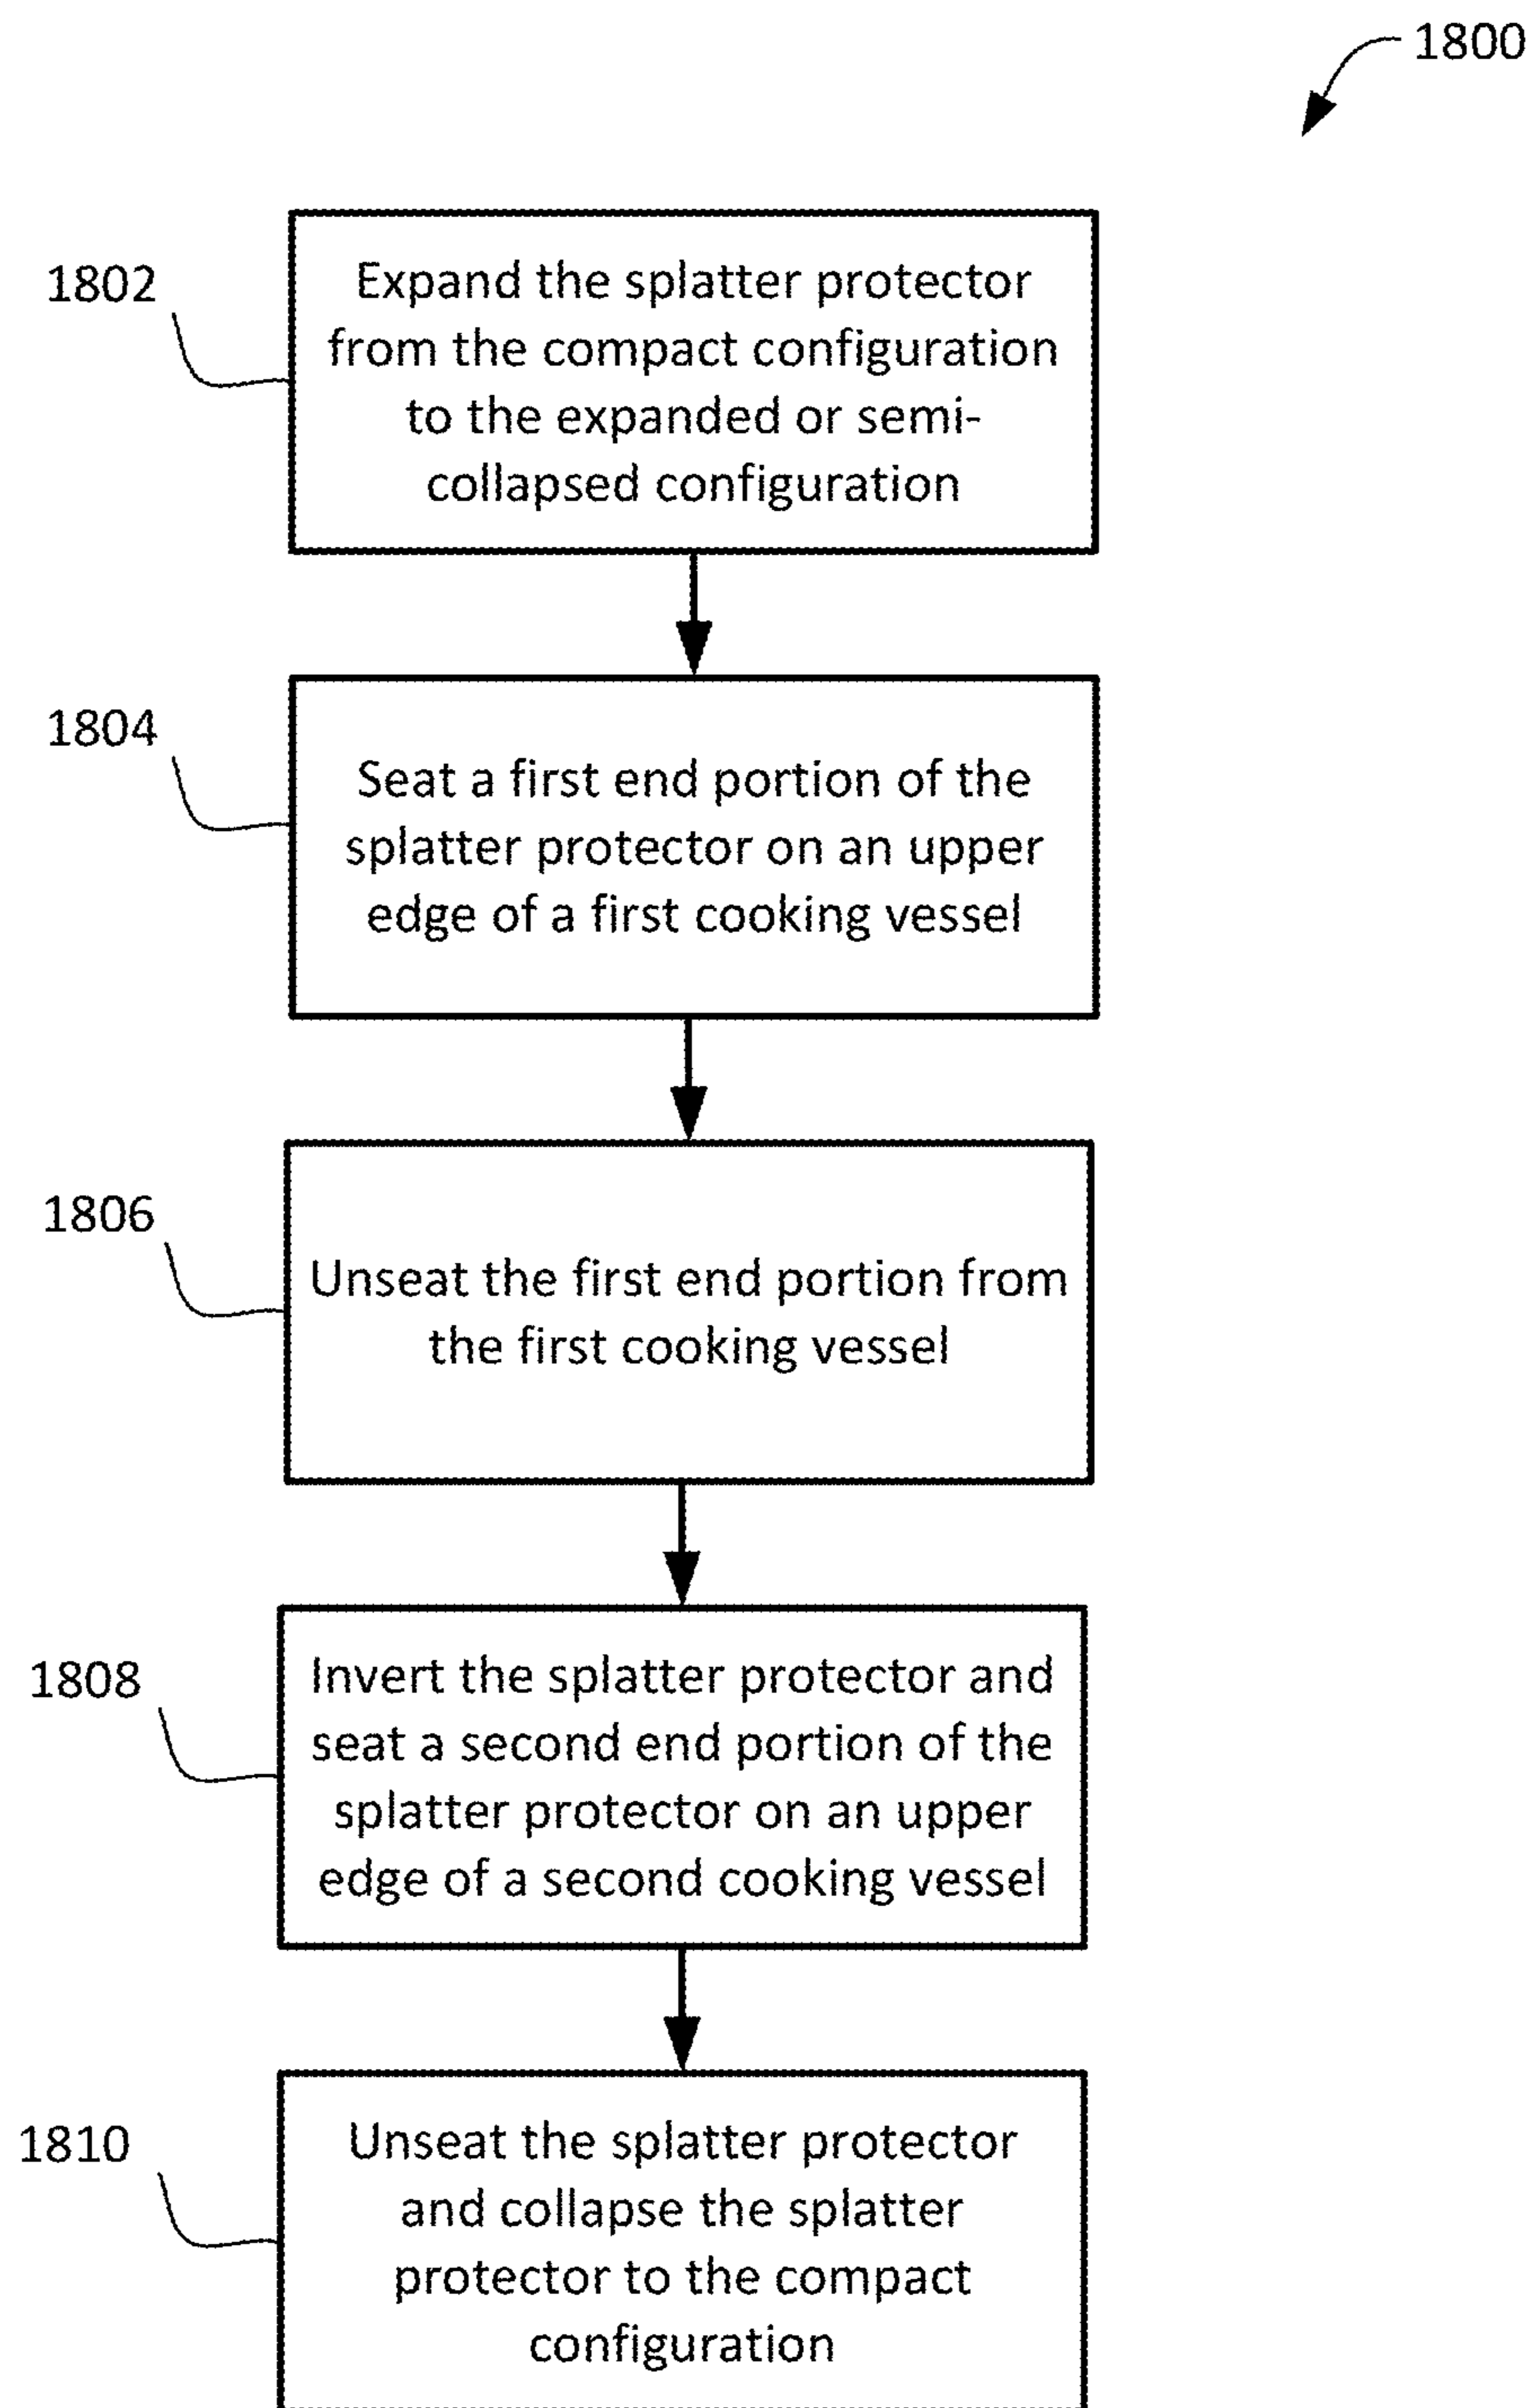 1800
1802
Expand the splatter protector
from the compact configuration
to the expanded or semi-
collapsed configuration
1804
Seat a first end portion of the
splatter protector on an upper
edge of a first cooking vessel
1806
Unseat the first end portion from
the first cooking vessel
1808
Invert the splatter protector and
seat a second end portion of the
splatter protector on an upper
edge of a second cooking vessel
1810
Unseat the splatter protector
and collapse the splatter
protector to the compact
configuration